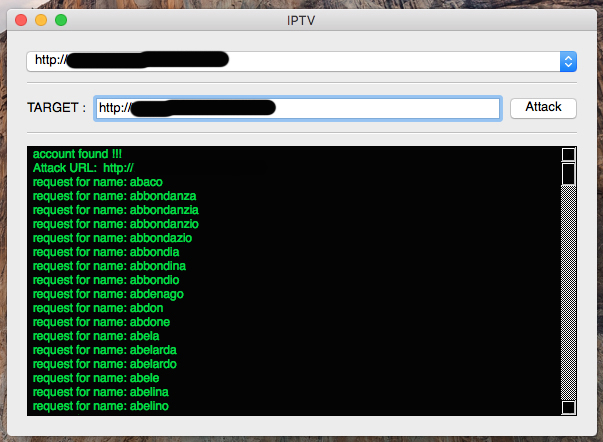 IPTV
http://
TARGET : http:// Attack
account found !!!
Attack URL: http://
request for name: abaco
request for name: abbondanza
request for name: abbondanzia
request for name: abbondanzio
request for name: abbondazio
request for name: abbondia
request for name: abbondina
request for name: abbondio
request for name: abdenago
request for name: abdon
request for name: abdone
request for name: abela
request for name: abelarda
request for name: abelardo
request for name: abele
request for name: abelina
request for name: abelino